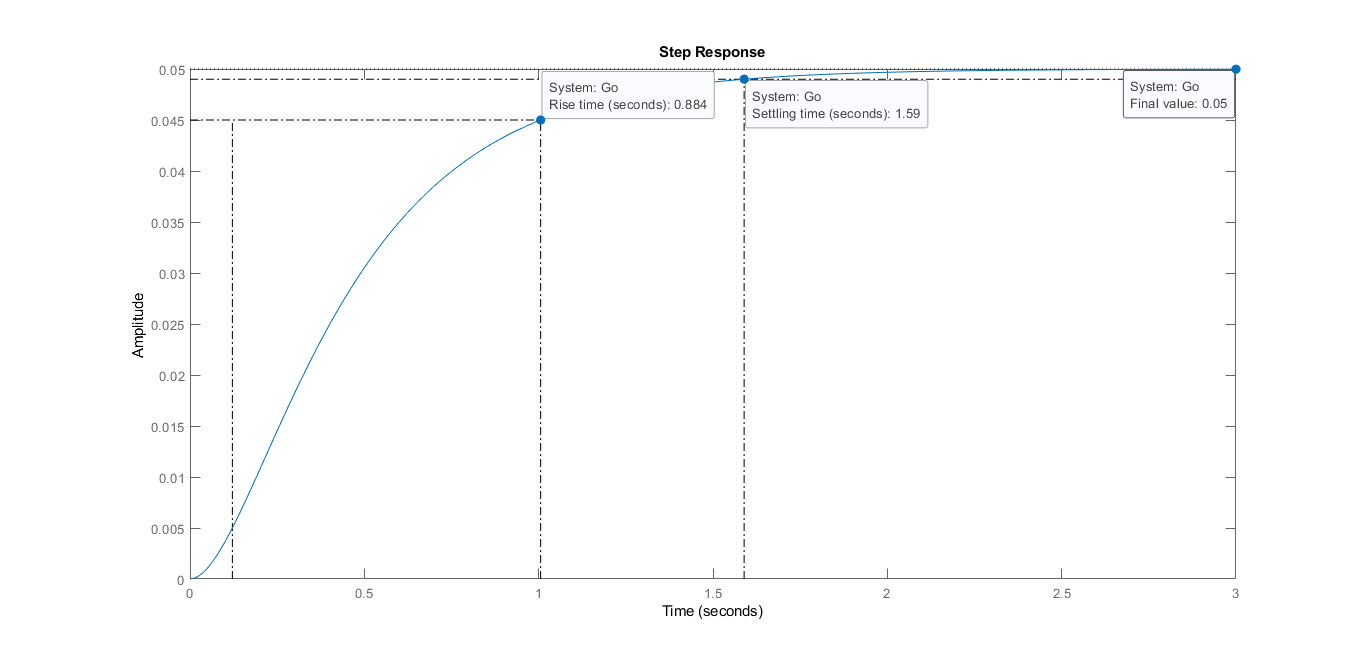 Step Response
0.05
0.045
0.04
0.035
0.03
0.025
0.02
0.015
0.01
0.005
0
Amplitude
System: Go
Rise time (seconds): 0.884
System: Go
Settling time (seconds): 1.59
System: Go
Final value: 0.05
0 0.5 1 1.5 2 2.5 3
Time (seconds)